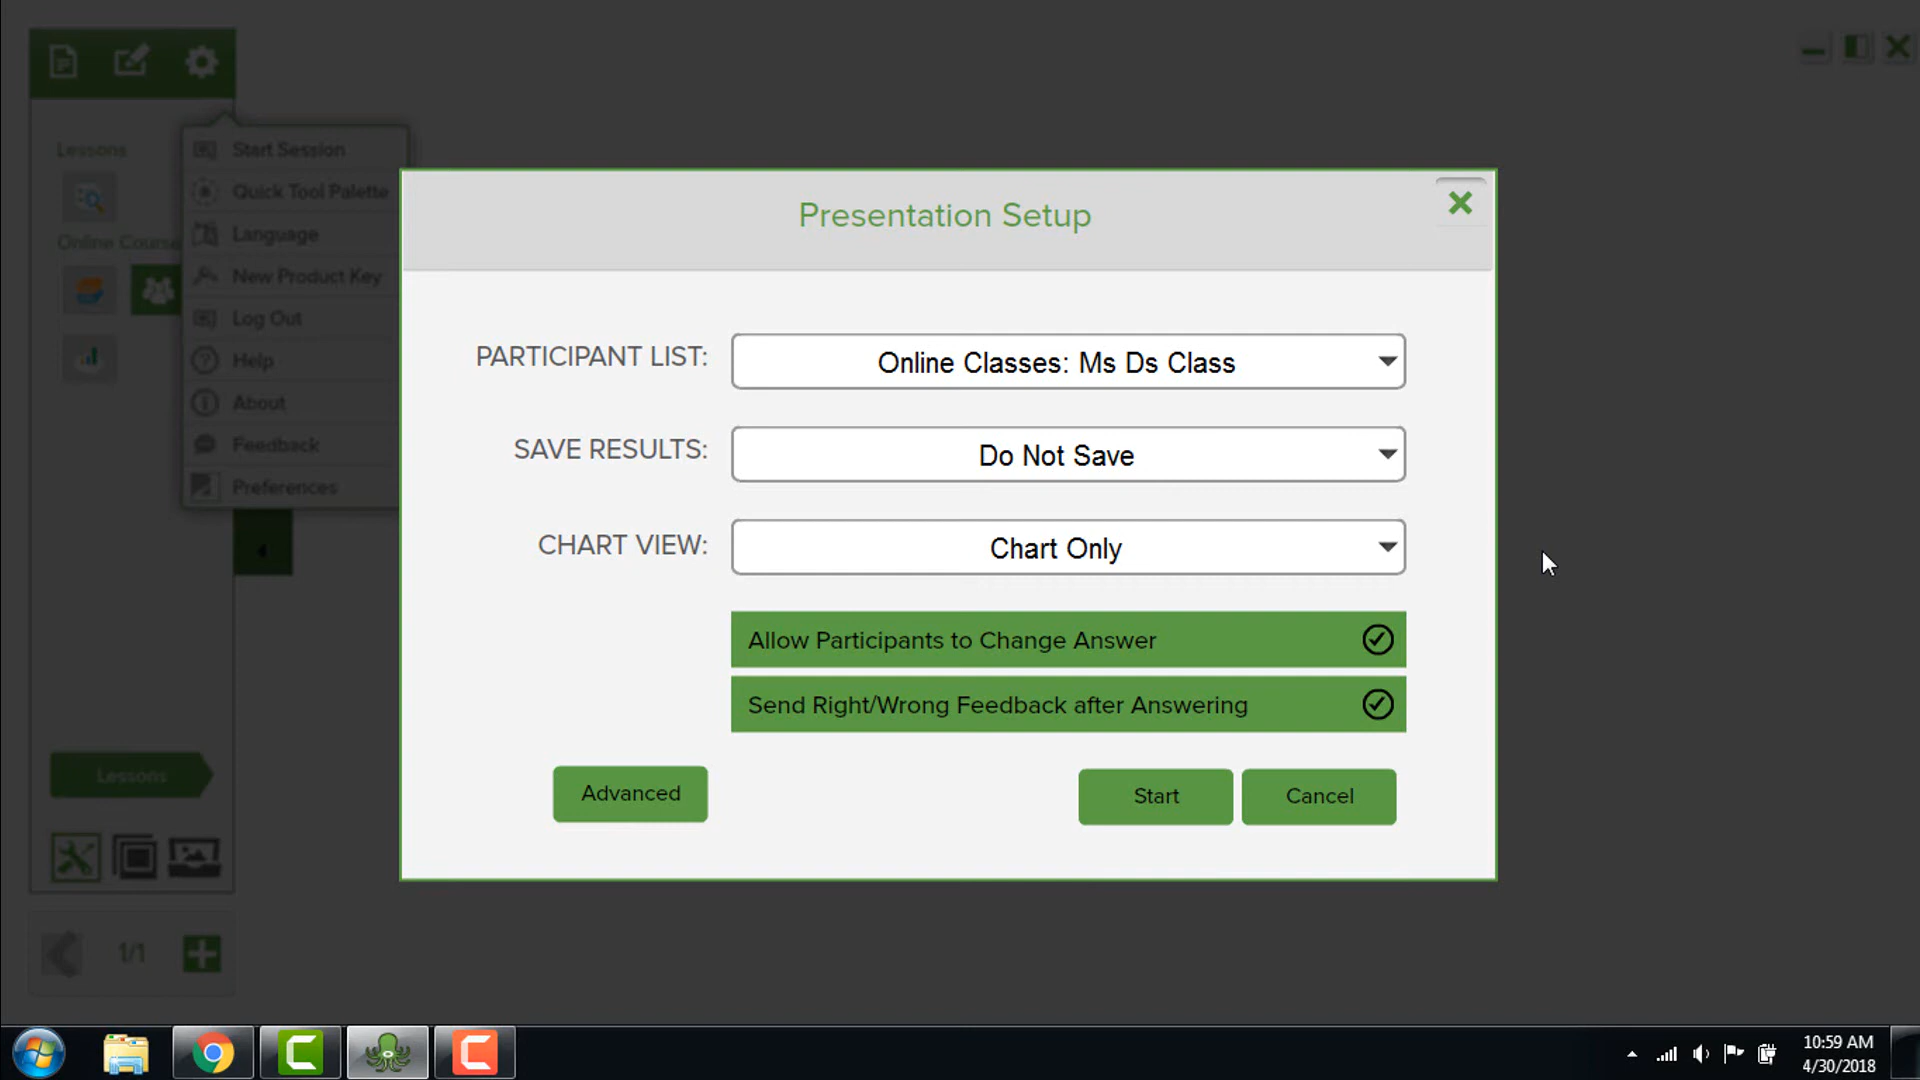 Lessons
Start Session
Quick Tool Palette
Online Course
Language
New Product Key
Log Out
Help
About
Feedback
Preferences
Presentation Setup
PARTICIPANT LIST:
Online Classes: Ms Ds Class
SAVE RESULTS:
Do Not Save
CHART VIEW:
Chart Only
Allow Participants to Change Answer
Send Right/Wrong Feedback after Answering
Advanced
Start
Cancel
Lessons
1/1
10:59 AM
4/30/2018